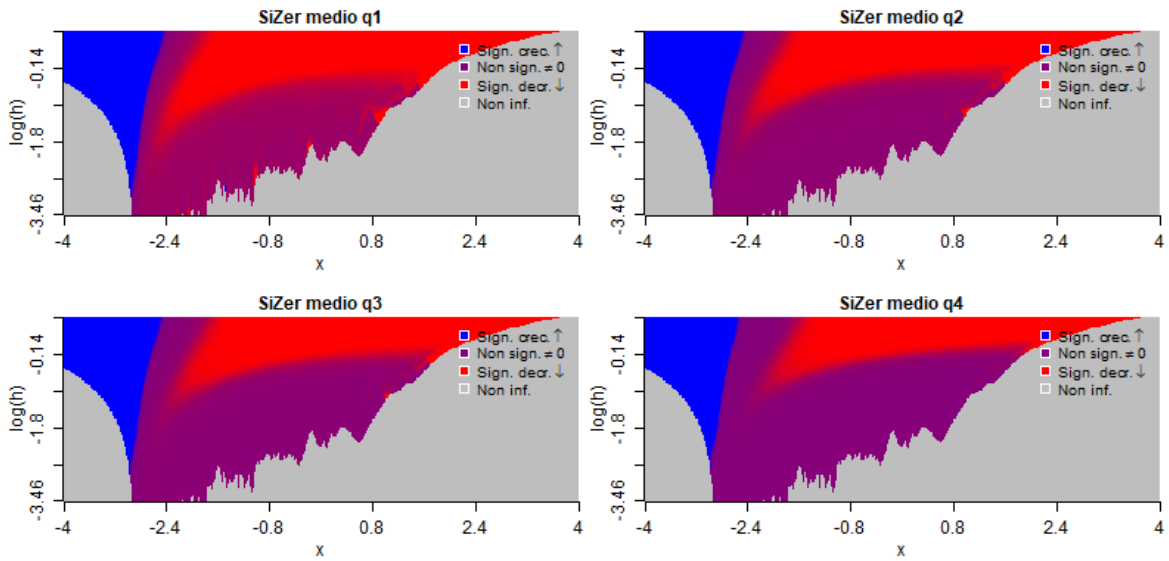 SiZer medio q1
Sign. crec. ↑
Non sign. ≠ 0
Sign. decr. ↓
Non inf.
log(h)
-0.14
-1.8
-3.46
-4 -2.4 -0.8 0.8 2.4 4
x
SiZer medio q2
Sign. crec. ↑
Non sign. ≠ 0
Sign. decr. ↓
Non inf.
log(h)
-0.14
-1.8
-3.46
-4 -2.4 -0.8 0.8 2.4 4
x
SiZer medio q3
Sign. crec. ↑
Non sign. ≠ 0
Sign. decr. ↓
Non inf.
log(h)
-0.14
-1.8
-3.46
-4 -2.4 -0.8 0.8 2.4 4
x
SiZer medio q4
Sign. crec. ↑
Non sign. ≠ 0
Sign. decr. ↓
Non inf.
log(h)
-0.14
-1.8
-3.46
-4 -2.4 -0.8 0.8 2.4 4
x